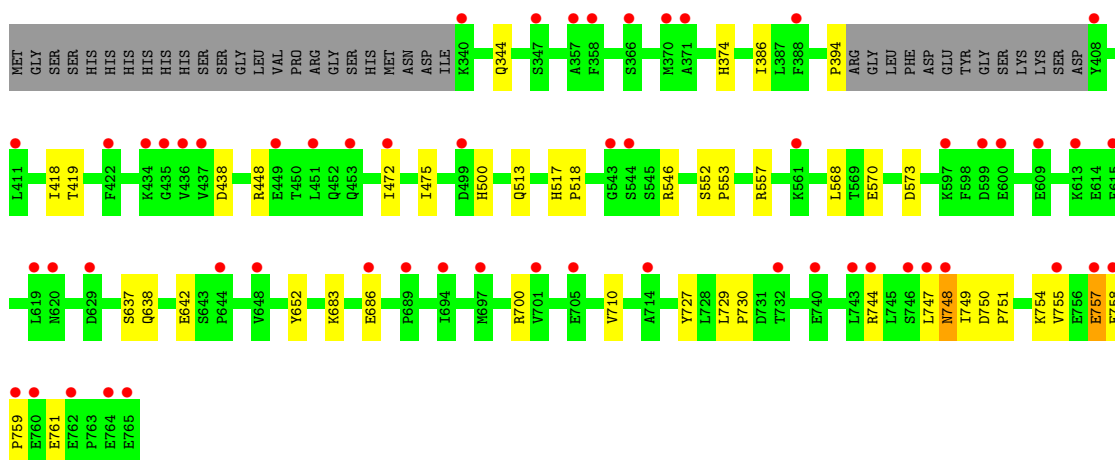 MET GLY SER SER HIS HIS HIS HIS HIS HIS SER SER GLY LEU VAL PRO ARG GLY SER HIS MET ASN ASP ILE K340 Q344 S347 A357 F358 S366 M370 A371 H374 I386 L387 F388 P394 ARG GLY LEU PHE ASP GLU TYR GLY SER LYS LYS SER ASP Y408
L411 I418 T419 F422 K434 G435 V436 V437 D438 R448 E449 T450 L451 Q452 Q453 I472 I475 D499 H500 Q513 H517 P518 G543 S544 S545 R546 S552 P553 R557 K561 L568 T569 E570 D573 K597 F598 D599 E600 E609 K613 E614 E615
L619 N620 D629 S637 Q638 E642 S643 P644 V648 Y652 K683 E686 P689 I694 M697 R700 V701 E705 V710 A714 Y727 L728 L729 P730 D731 T732 E740 L743 R744 L745 S746 L747 N748 I749 D750 P751 K754 V755 E756 E757
P759 E760 E761 E762 P763 E764 E765